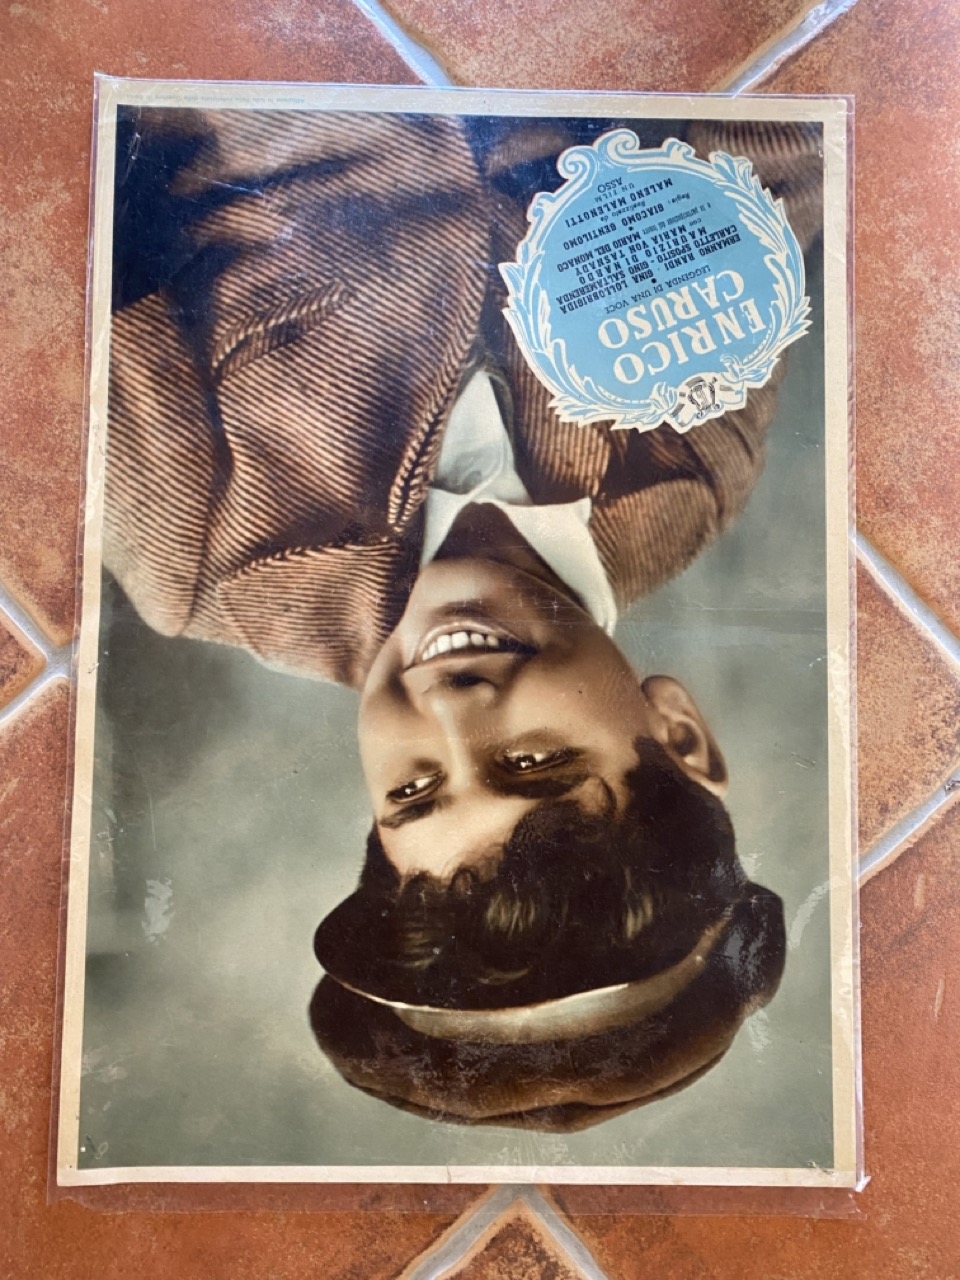 ENRICO
CARUSO
LEGGENDA DI UNA VOCE
ERMANNO RANDI - GINA LOLLOBRIGIDA
CARLETTO SPOSITO - GINO SALTAMERENDA
MAURIZIO DI NARDO
con MARIA VON TASNADY
e la partecipazione del tenore MARIO DEL MONACO
Regia: GIACOMO GENTILOMO
Realizzato da
MALENO MALENOTTI
UN FILM
ASSO